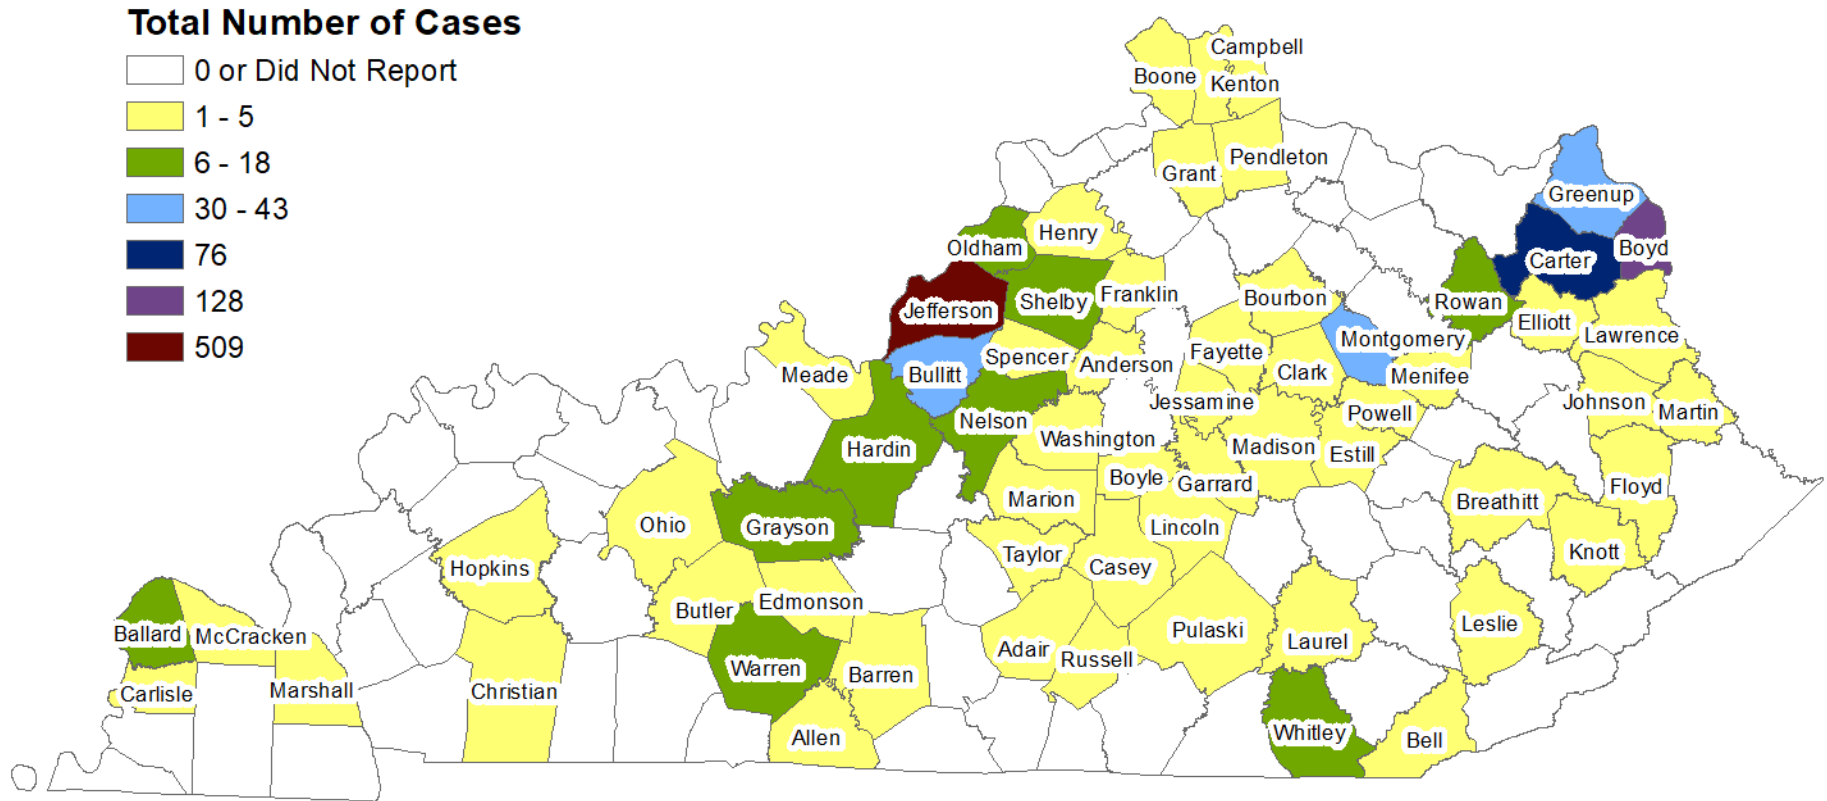 Total Number of Cases
0 or Did Not Report
1 - 5
6 - 18
30 - 43
76
128
509
Campbell
Boone
Kenton
Pendleton
Grant
Greenup
Henry
Oldham
Boyd
Carter
Franklin
Bourbon
Shelby
Rowan
Jefferson
Elliott
Lawrence
Montgomery
Fayette
Spencer
Anderson
Clark
Meade
Bullitt
Menifee
Jessamine
Johnson
Martin
Powell
Nelson
Washington
Madison
Hardin
Estill
Boyle
Garrard
Floyd
Marion
Breathitt
Ohio
Grayson
Lincoln
Taylor
Knott
Casey
Hopkins
Edmonson
Butler
Leslie
Pulaski
Ballard
McCracken
Laurel
Adair
Russell
Warren
Barren
Carlisle
Marshall
Christian
Whitley
Allen
Bell